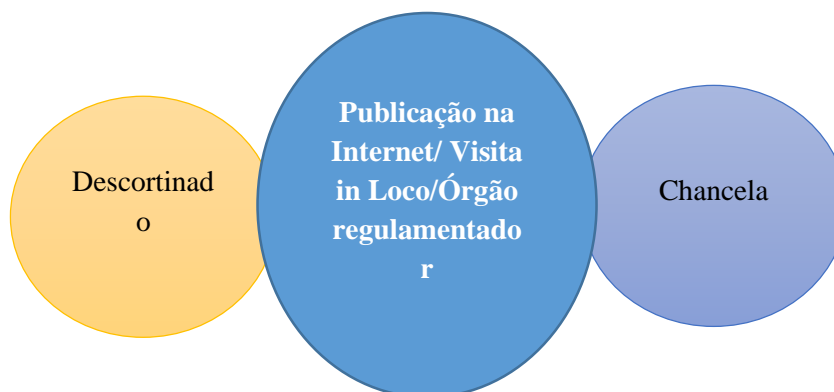 Descortinad
o
Publicação na
Internet/ Visita
in Loco/Órgão
regulamentado
r
Chancela